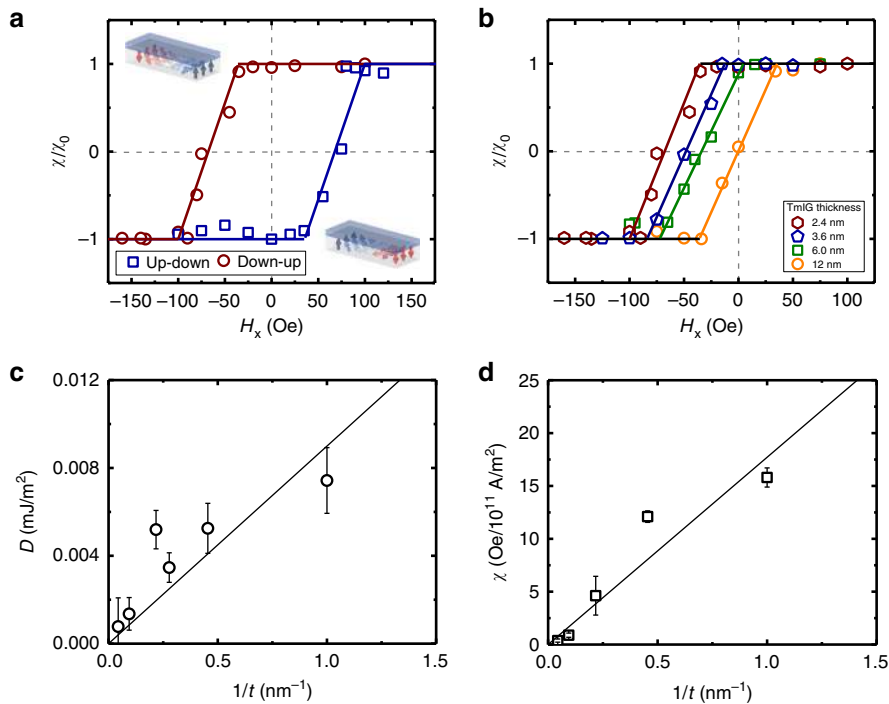 a
χ/χ₀
1
0
−1
−150 −100 −50 0 50 100 150
Hₓ (Oe)
Up-down Down-up
b
χ/χ₀
1
0
−1
−150 −100 −50 0 50 100
Hₓ (Oe)
TmIG thickness
2.4 nm
3.6 nm
6.0 nm
12 nm
c
D (mJ/m²)
0.012
0.008
0.004
0.000
0.0 0.5 1.0 1.5
1/t (nm⁻¹)
d
χ (Oe/10¹¹ A/m²)
25
20
15
10
5
0
0.0 0.5 1.0 1.5
1/t (nm⁻¹)